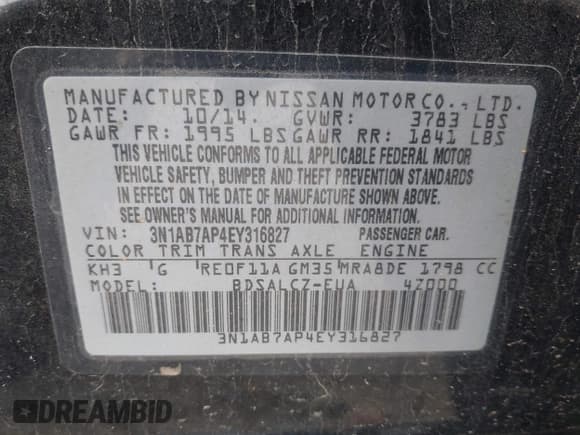 MANUFACTURED BY NISSAN MOTOR CO., LTD.
DATE: 10/14. GVWR: 3783 LBS
GAWR FR: 1995 LBS GAWR RR: 1841 LBS
THIS VEHICLE CONFORMS TO ALL APPLICABLE FEDERAL MOTOR
VEHICLE SAFETY, BUMPER AND THEFT PREVENTION STANDARDS
IN EFFECT ON THE DATE OF MANUFACTURE SHOWN ABOVE.
SEE OWNER'S MANUAL FOR ADDITIONAL INFORMATION.
VIN: 3N1AB7AP4EY316827 PASSENGER CAR.
COLOR TRIM TRANS AXLE ENGINE
KH3 G RE0F11A GM35 MRA8DE 1798 CC
MODEL: BDSALCZ-EUA 4Z000
3N1AB7AP4EY316827
DREAMBID